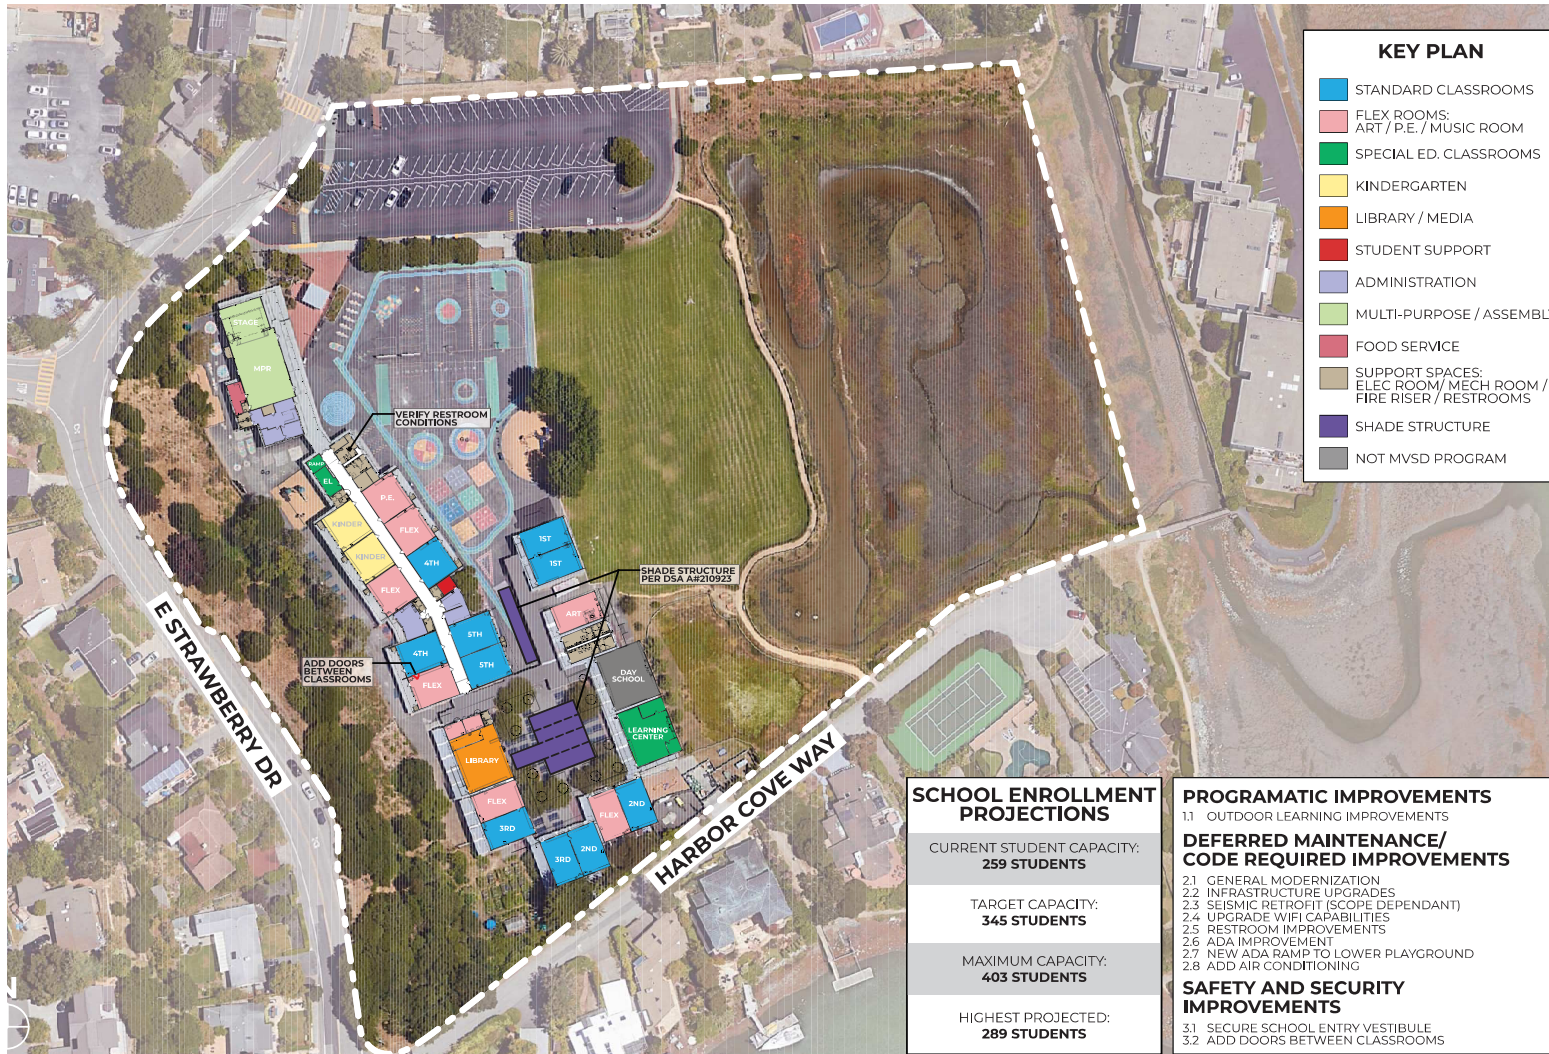 KEY PLAN
STANDARD CLASSROOMS
FLEX ROOMS:
ART / P.E. / MUSIC ROOM
SPECIAL ED. CLASSROOMS
KINDERGARTEN
LIBRARY / MEDIA
STUDENT SUPPORT
ADMINISTRATION
MULTI-PURPOSE / ASSEMBL
FOOD SERVICE
SUPPORT SPACES:
ELEC ROOM/ MECH ROOM /
FIRE RISER / RESTROOMS
SHADE STRUCTURE
NOT MVSD PROGRAM
STAGE
MPR
VERIFY RESTROOM
CONDITIONS
RAMP
EL
P.E.
KINDER
FLEX
1ST
KINDER
4TH
1ST
SHADE STRUCTURE
PER DSA A#210923
FLEX
ART
5TH
4TH
5TH
ADD DOORS
BETWEEN
CLASSROOMS
FLEX
DAY
SCHOOL
LEARNING
CENTER
LIBRARY
FLEX
3RD
FLEX
2ND
2ND
3RD
E STRAWBERRY DR
HARBOR COVE WAY
SCHOOL ENROLLMENT
PROJECTIONS
CURRENT STUDENT CAPACITY:
259 STUDENTS
TARGET CAPACITY:
345 STUDENTS
MAXIMUM CAPACITY:
403 STUDENTS
HIGHEST PROJECTED:
289 STUDENTS
PROGRAMATIC IMPROVEMENTS
1.1 OUTDOOR LEARNING IMPROVEMENTS
DEFERRED MAINTENANCE/
CODE REQUIRED IMPROVEMENTS
2.1 GENERAL MODERNIZATION
2.2 INFRASTRUCTURE UPGRADES
2.3 SEISMIC RETROFIT (SCOPE DEPENDANT)
2.4 UPGRADE WIFI CAPABILITIES
2.5 RESTROOM IMPROVEMENTS
2.6 ADA IMPROVEMENT
2.7 NEW ADA RAMP TO LOWER PLAYGROUND
2.8 ADD AIR CONDITIONING
SAFETY AND SECURITY
IMPROVEMENTS
3.1 SECURE SCHOOL ENTRY VESTIBULE
3.2 ADD DOORS BETWEEN CLASSROOMS